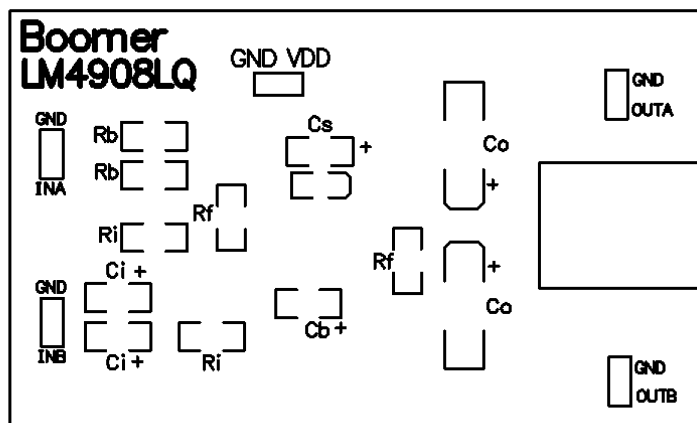 Boomer
LM4908LQ
GND VDD
GND
OUTA
GND
Rb
Cs
+
Co
Rb
INA
+
Rf
Ri
Rf
+
Ci +
GND
Cb +
Co
INB
Ci +
Ri
GND
OUTB